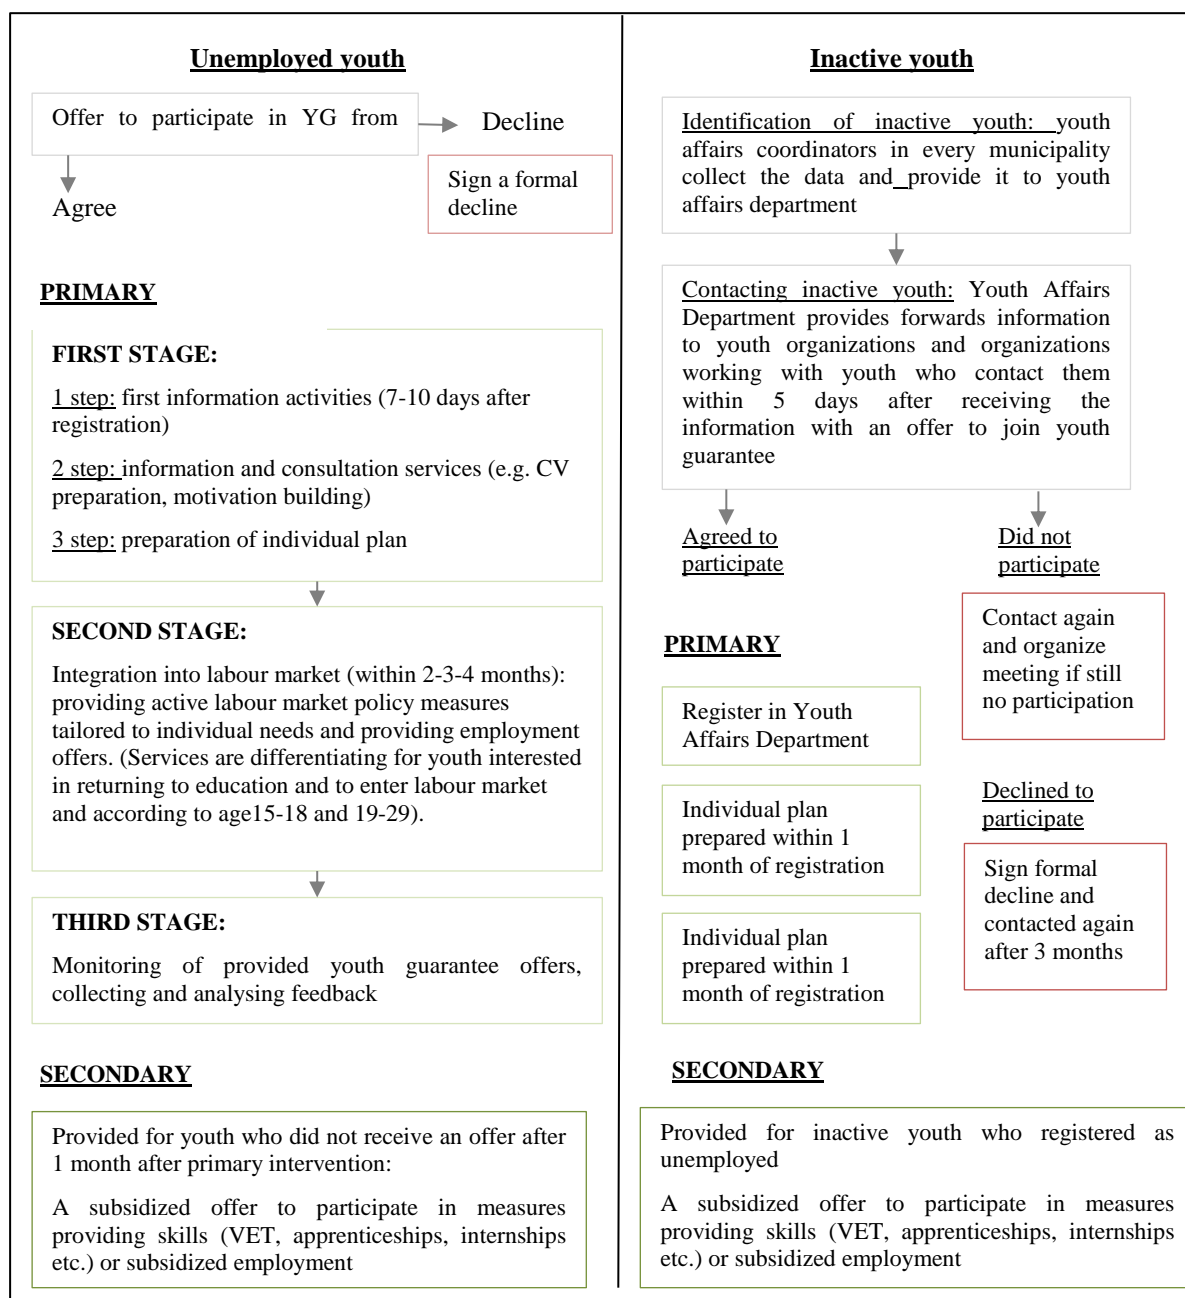 Unemployed youth
Offer to participate in YG from
Decline
Sign a formal
decline
Agree
PRIMARY
FIRST STAGE:
1 step: first information activities (7-10 days after
registration)
2 step: information and consultation services (e.g. CV
preparation, motivation building)
3 step: preparation of individual plan
SECOND STAGE:
Integration into labour market (within 2-3-4 months):
providing active labour market policy measures
tailored to individual needs and providing employment
offers. (Services are differentiating for youth interested
in returning to education and to enter labour market
and according to age15-18 and 19-29).
THIRD STAGE:
Monitoring of provided youth guarantee offers,
collecting and analysing feedback
SECONDARY
Provided for youth who did not receive an offer after
1 month after primary intervention:
A subsidized offer to participate in measures
providing skills (VET, apprenticeships, internships
etc.) or subsidized employment
Inactive youth
Identification of inactive youth: youth
affairs coordinators in every municipality
collect the data and provide it to youth
affairs department
Contacting inactive youth: Youth Affairs
Department provides forwards information
to youth organizations and organizations
working with youth who contact them
within 5 days after receiving the
information with an offer to join youth
guarantee
Agreed to
participate
Did not
participate
Contact again
and organize
meeting if still
no participation
PRIMARY
Register in Youth
Affairs Department
Individual plan
prepared within 1
month of registration
Individual plan
prepared within 1
month of registration
Declined to
participate
Sign formal
decline and
contacted again
after 3 months
SECONDARY
Provided for inactive youth who registered as
unemployed
A subsidized offer to participate in measures
providing skills (VET, apprenticeships, internships
etc.) or subsidized employment